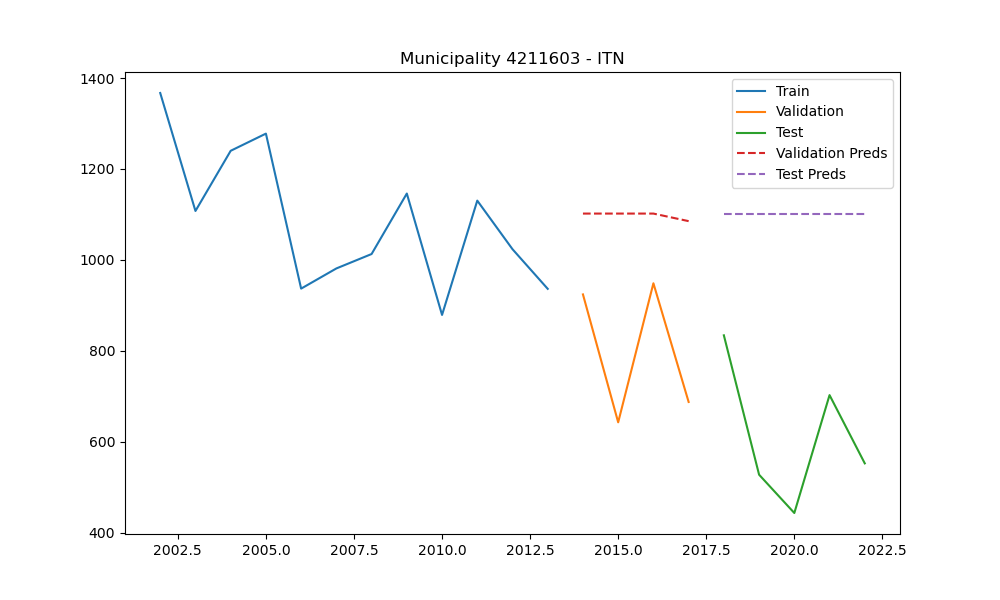 Municipality 4211603 - ITN
1400
1200
1000
800
600
400
Train
Validation
Test
Validation Preds
Test Preds
2002.5 2005.0 2007.5 2010.0 2012.5 2015.0 2017.5 2020.0 2022.5